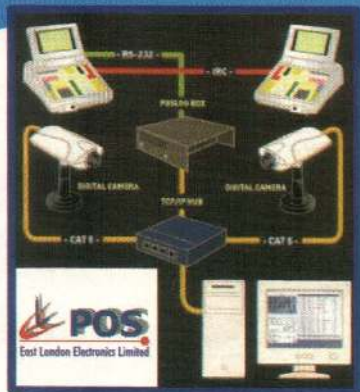 - RS-232 -
- IRC -
POSLOG BOX
DIGITAL CAMERA
DIGITAL CAMERA
TCP/IP HUB
- CAT 5 -
- CAT 5 -
POS
East London Electronics Limited